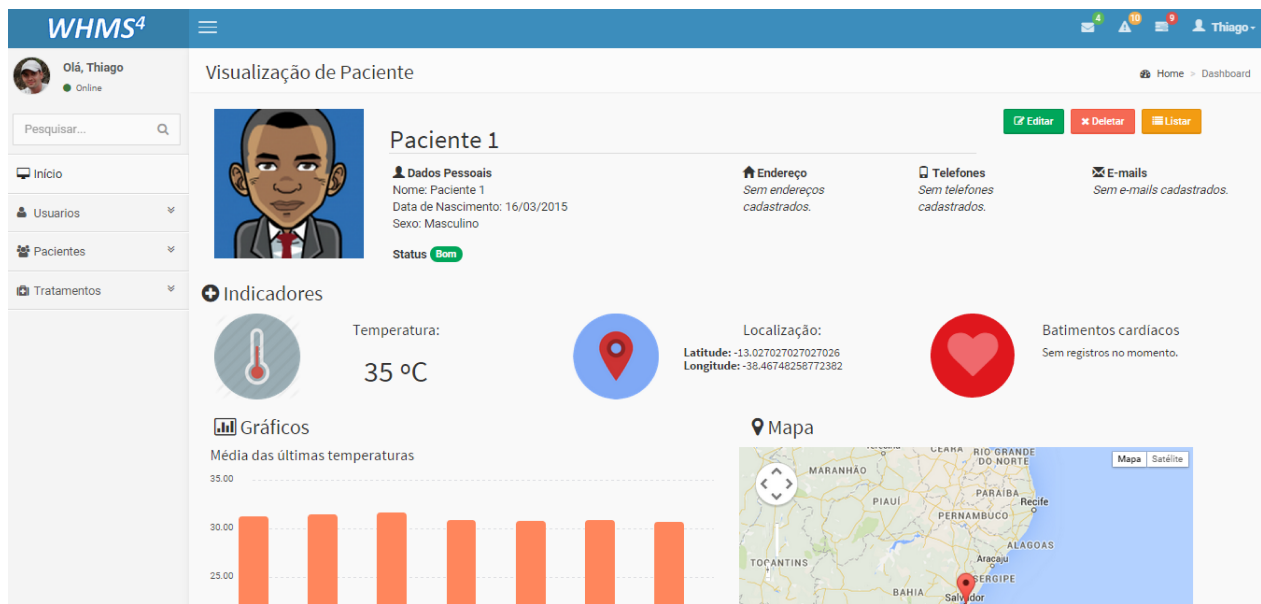 WHMS4
4
10
9
Thiago
Olá, Thiago
Online
Pesquisar...
Início
Usuarios
Pacientes
Tratamentos
Visualização de Paciente
Home > Dashboard
Editar
Deletar
Listar
Paciente 1
Dados Pessoais
Nome: Paciente 1
Data de Nascimento: 16/03/2015
Sexo: Masculino
Status Bom
Endereço
Sem endereços
cadastrados.
Telefones
Sem telefones
cadastrados.
E-mails
Sem e-mails cadastrados.
Indicadores
Temperatura:
35 ºC
Localização:
Latitude: -13.027027027027026
Longitude: -38.46748258772382
Batimentos cardíacos
Sem registros no momento.
Gráficos
Média das últimas temperaturas
35.00
30.00
25.00
Mapa
Mapa
Satélite
CEARÁ
RIO GRANDE
DO NORTE
MARANHÃO
PARAÍBA
PIAUÍ
Recife
PERNAMBUCO
ALAGOAS
Aracaju
TOCANTINS
SERGIPE
BAHIA
Salvador